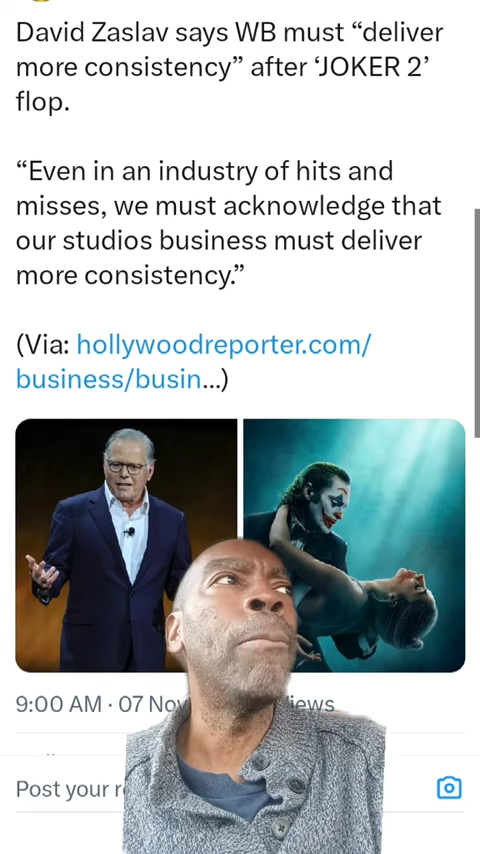 David Zaslav says WB must “deliver
more consistency” after ‘JOKER 2’
flop.
“Even in an industry of hits and
misses, we must acknowledge that
our studios business must deliver
more consistency.”
(Via: hollywoodreporter.com/
business/busin...)
9:00 AM · 07 Nov
Post your